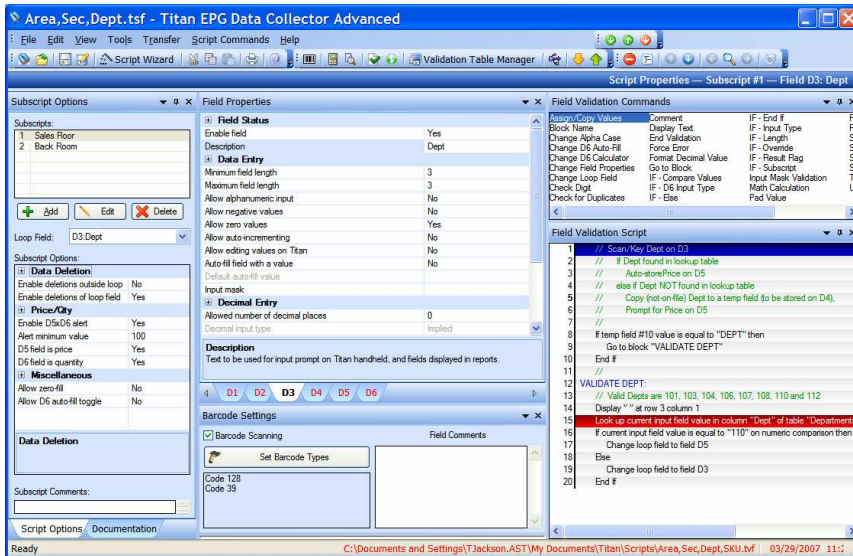 Area,Sec,Dept.tsf - Titan EPG Data Collector Advanced
File Edit View Tools Transfer Script Commands Help
Script Wizard Validation Table Manager
Script Properties — Subscript #1 — Field D3: Dept
Subscript Options
Subscripts:
1 Sales Floor
2 Back Room
Add Edit Delete
Loop Field: D3:Dept
Subscript Options:
Data Deletion
Enable deletions outside loop No
Enable deletions of loop field Yes
Price/Qty
Enable D5xD6 alert Yes
Alert minimum value 100
D5 field is price Yes
D6 field is quantity Yes
Miscellaneous
Allow zero-fill No
Allow D6 auto-fill toggle No
Data Deletion
Subscript Comments:
Script Options Documentation
Field Properties
Field Status
Enable field Yes
Description Dept
Data Entry
Minimum field length 3
Maximum field length 3
Allow alphanumeric input No
Allow negative values No
Allow zero values Yes
Allow auto-incrementing No
Allow editing values on Titan No
Auto-fill field with a value No
Default auto-fill value
Input mask
Decimal Entry
Allowed number of decimal places 0
Decimal input type Implied
Description
Text to be used for input prompt on Titan handheld, and fields displayed in reports.
D1 D2 D3 D4 D5 D6
Barcode Settings
Barcode Scanning Field Comments
Set Barcode Types
Code 128
Code 39
Field Validation Commands
Assign/Copy Values Comment IF - End If F
Block Name Display Text IF - Input Type F
Change Alpha Case End Validation IF - Length S
Change D6 Auto-Fill Force Error IF - Override S
Change D6 Calculator Format Decimal Value IF - Result Flag S
Change Field Properties Go to Block IF - Subscript S
Change Loop Field IF - Compare Values Input Mask Validation T
Check Digit IF - D6 Input Type Math Calculation U
Check for Duplicates IF - Else Pad Value
Field Validation Script
1 // Scan/Key Dept on D3
2 // If Dept found in lookup table
3 // Auto-storePrice on D5
4 // else if Dept NOT found in lookup table
5 // Copy (not-on-file) Dept to a temp field (to be stored on D4),
6 // Prompt for Price on D5
7 //
8 If temp field #10 value is equal to "DEPT" then
9 Go to block "VALIDATE DEPT"
10 End If
11 //
12 VALIDATE DEPT:
13 // Valid Depts are 101, 103, 104, 106, 107, 108, 110 and 112
14 Display " " at row 3 column 1
15 Look up current input field value in column "Dept" of table "Departments
16 If current input field value is equal to "110" on numeric comparison then
17 Change loop field to field D5
18 Else
19 Change loop field to field D3
20 End If
Ready C:\Documents and Settings\TJackson.AST\My Documents\Titan\Scripts\Area,Sec,Dept,SKU.tvf 03/29/2007 11:2